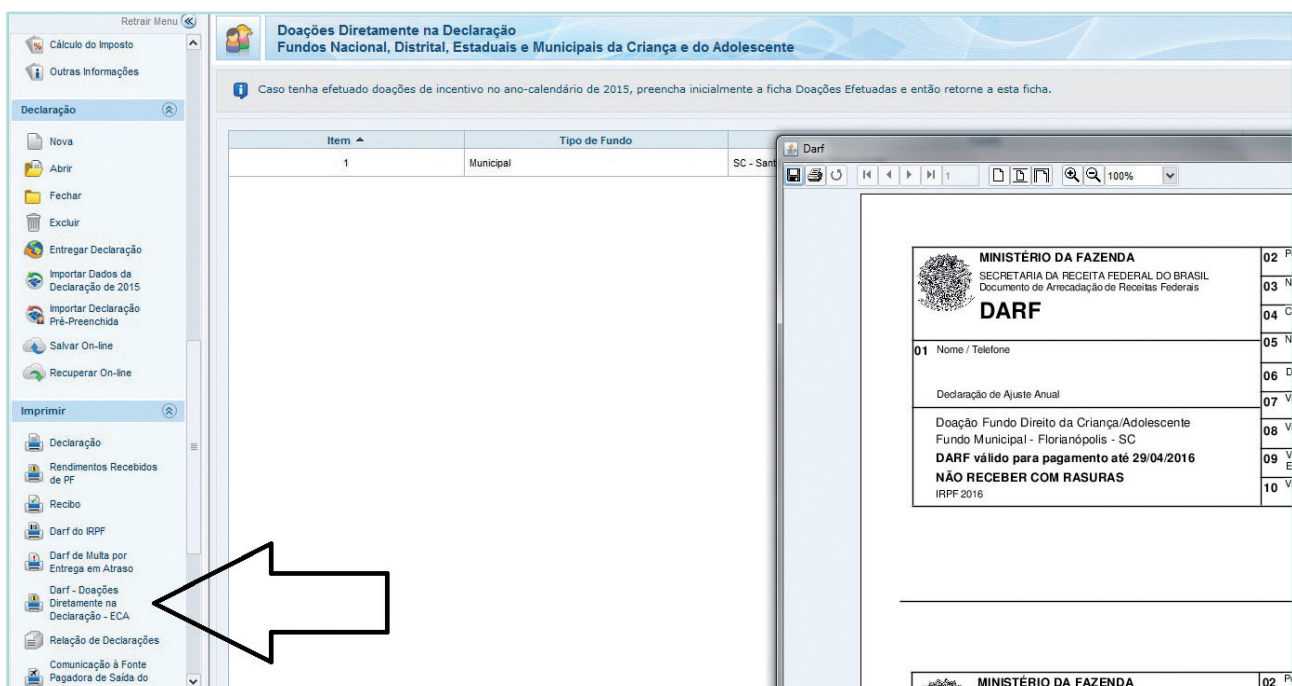 Retrair Menu
Cálculo do Imposto
Outras Informações
Declaração
Nova
Abrir
Fechar
Excluir
Entregar Declaração
Importar Dados da
Declaração de 2015
Importar Declaração
Pré-Preenchida
Salvar On-line
Recuperar On-line
Imprimir
Declaração
Rendimentos Recebidos
de PF
Recibo
Darf do IRPF
Darf de Multa por
Entrega em Atraso
Darf - Doações
Diretamente na
Declaração - ECA
Relação de Declarações
Comunicação à Fonte
Pagadora de Saída do
Doações Diretamente na Declaração
Fundos Nacional, Distrital, Estaduais e Municipais da Criança e do Adolescente
Caso tenha efetuado doações de incentivo no ano-calendário de 2015, preencha inicialmente a ficha Doações Efetuadas e então retorne a esta ficha.
Item Tipo de Fundo
1 Municipal SC - Sant
Darf
1 100%
MINISTÉRIO DA FAZENDA
SECRETARIA DA RECEITA FEDERAL DO BRASIL
Documento de Arrecadação de Receitas Federais
DARF
01 Nome / Telefone
Declaração de Ajuste Anual
Doação Fundo Direito da Criança/Adolescente
Fundo Municipal - Florianópolis - SC
DARF válido para pagamento até 29/04/2016
NÃO RECEBER COM RASURAS
IRPF 2016
02
03 N
04 C
05 N
06 D
07 V
08 V
09 V
E
10 V
MINISTÉRIO DA FAZENDA
02